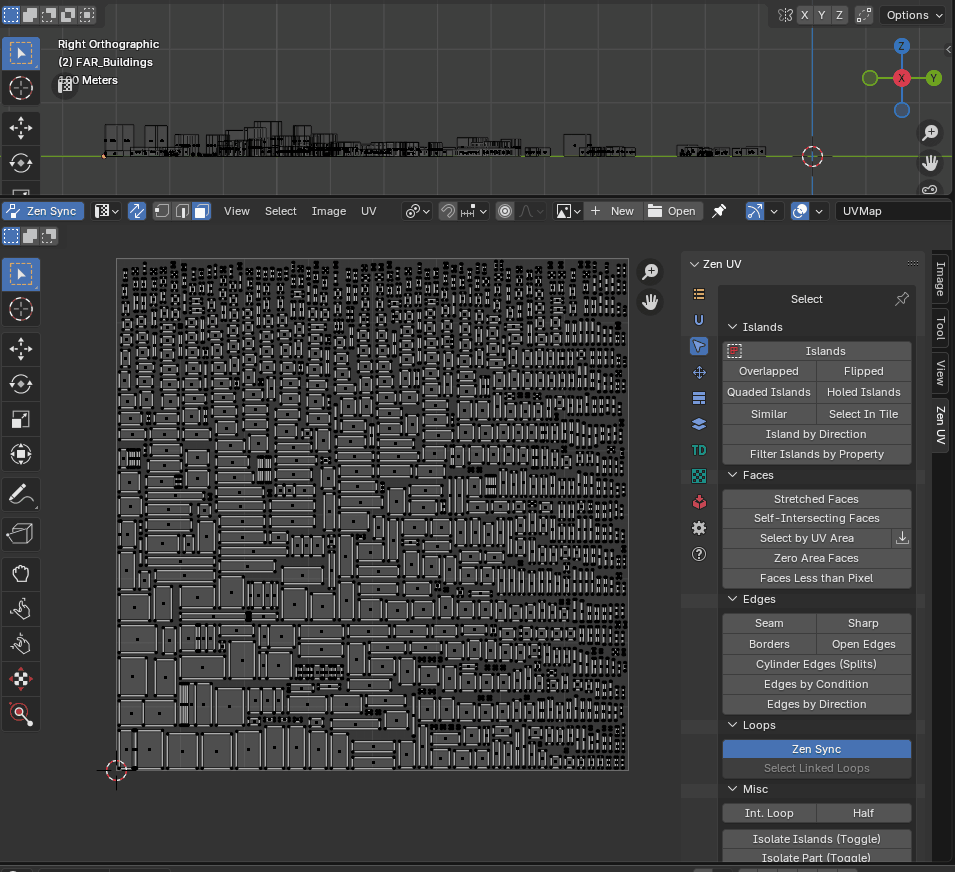 X Y Z Options
Right Orthographic
(2) FAR_Buildings
100 Meters
Z
X
Y
Zen Sync View Select Image UV New Open UVMap
Zen UV
Select
Islands
Islands
Overlapped Flipped
Quaded Islands Holed Islands
Similar Select In Tile
Island by Direction
Filter Islands by Property
TD
Faces
Stretched Faces
Self-Intersecting Faces
Select by UV Area
Zero Area Faces
Faces Less than Pixel
Edges
Seam Sharp
Borders Open Edges
Cylinder Edges (Splits)
Edges by Condition
Edges by Direction
Loops
Zen Sync
Select Linked Loops
Misc
Int. Loop Half
Isolate Islands (Toggle)
Isolate Part (Toggle)
Image
Tool
View
Zen UV